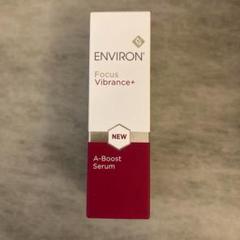 ENVIRON®
Focus
Vibrance+
NEW
A-Boost
Serum